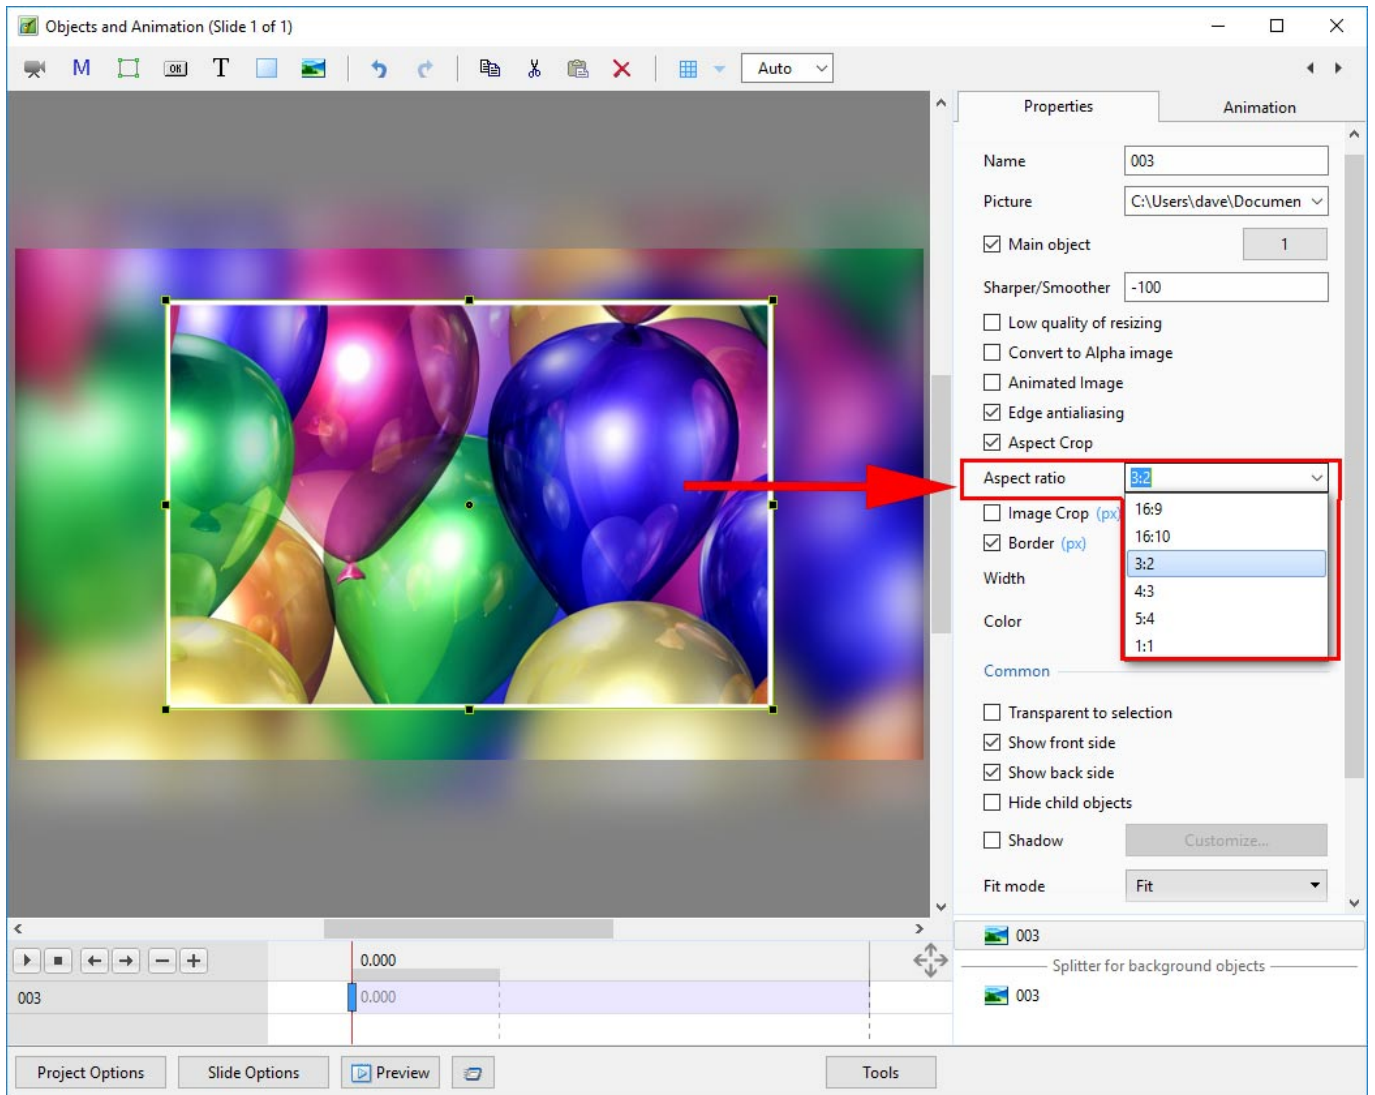 Objects and Animation (Slide 1 of 1)
M OK T Auto
Properties Animation
Name 003
Picture C:\Users\dave\Documen
Main object 1
Sharper/Smoother -100
Low quality of resizing
Convert to Alpha image
Animated Image
Edge antialiasing
Aspect Crop
Aspect ratio 3:2
16:9
Image Crop (px)
16:10
Border (px)
3:2
Width
4:3
Color
5:4
1:1
Common
Transparent to selection
Show front side
Show back side
Hide child objects
Shadow Customize...
Fit mode Fit
003
0.000
Splitter for background objects
003 0.000
003
Project Options Slide Options Preview Tools